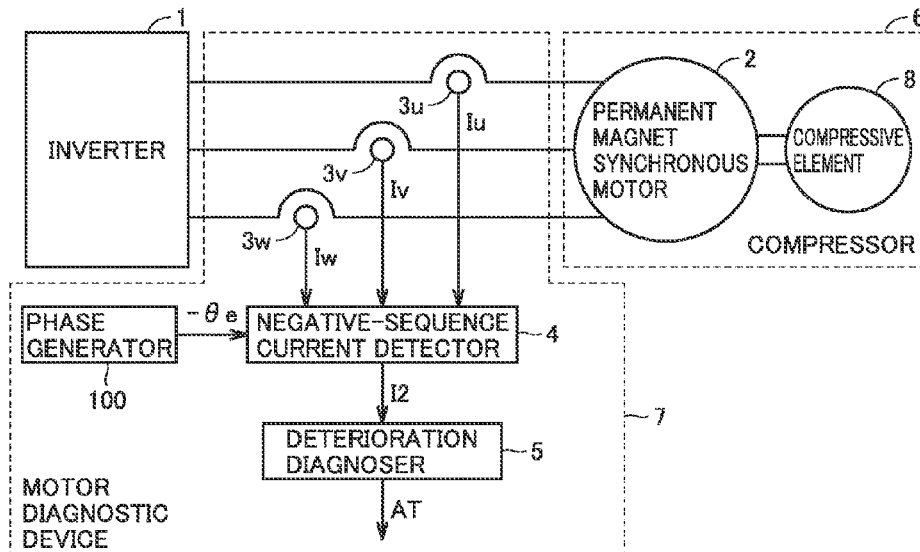 1
6
INVERTER
3u
Iu
2
8
PERMANENT
MAGNET
SYNCHRONOUS
MOTOR
COMPRESSIVE
ELEMENT
3v
Iv
3w
Iw
COMPRESSOR
PHASE
GENERATOR
-θe
100
NEGATIVE-SEQUENCE
CURRENT DETECTOR
4
I2
7
DETERIORATION
DIAGNOSER
5
AT
MOTOR
DIAGNOSTIC
DEVICE